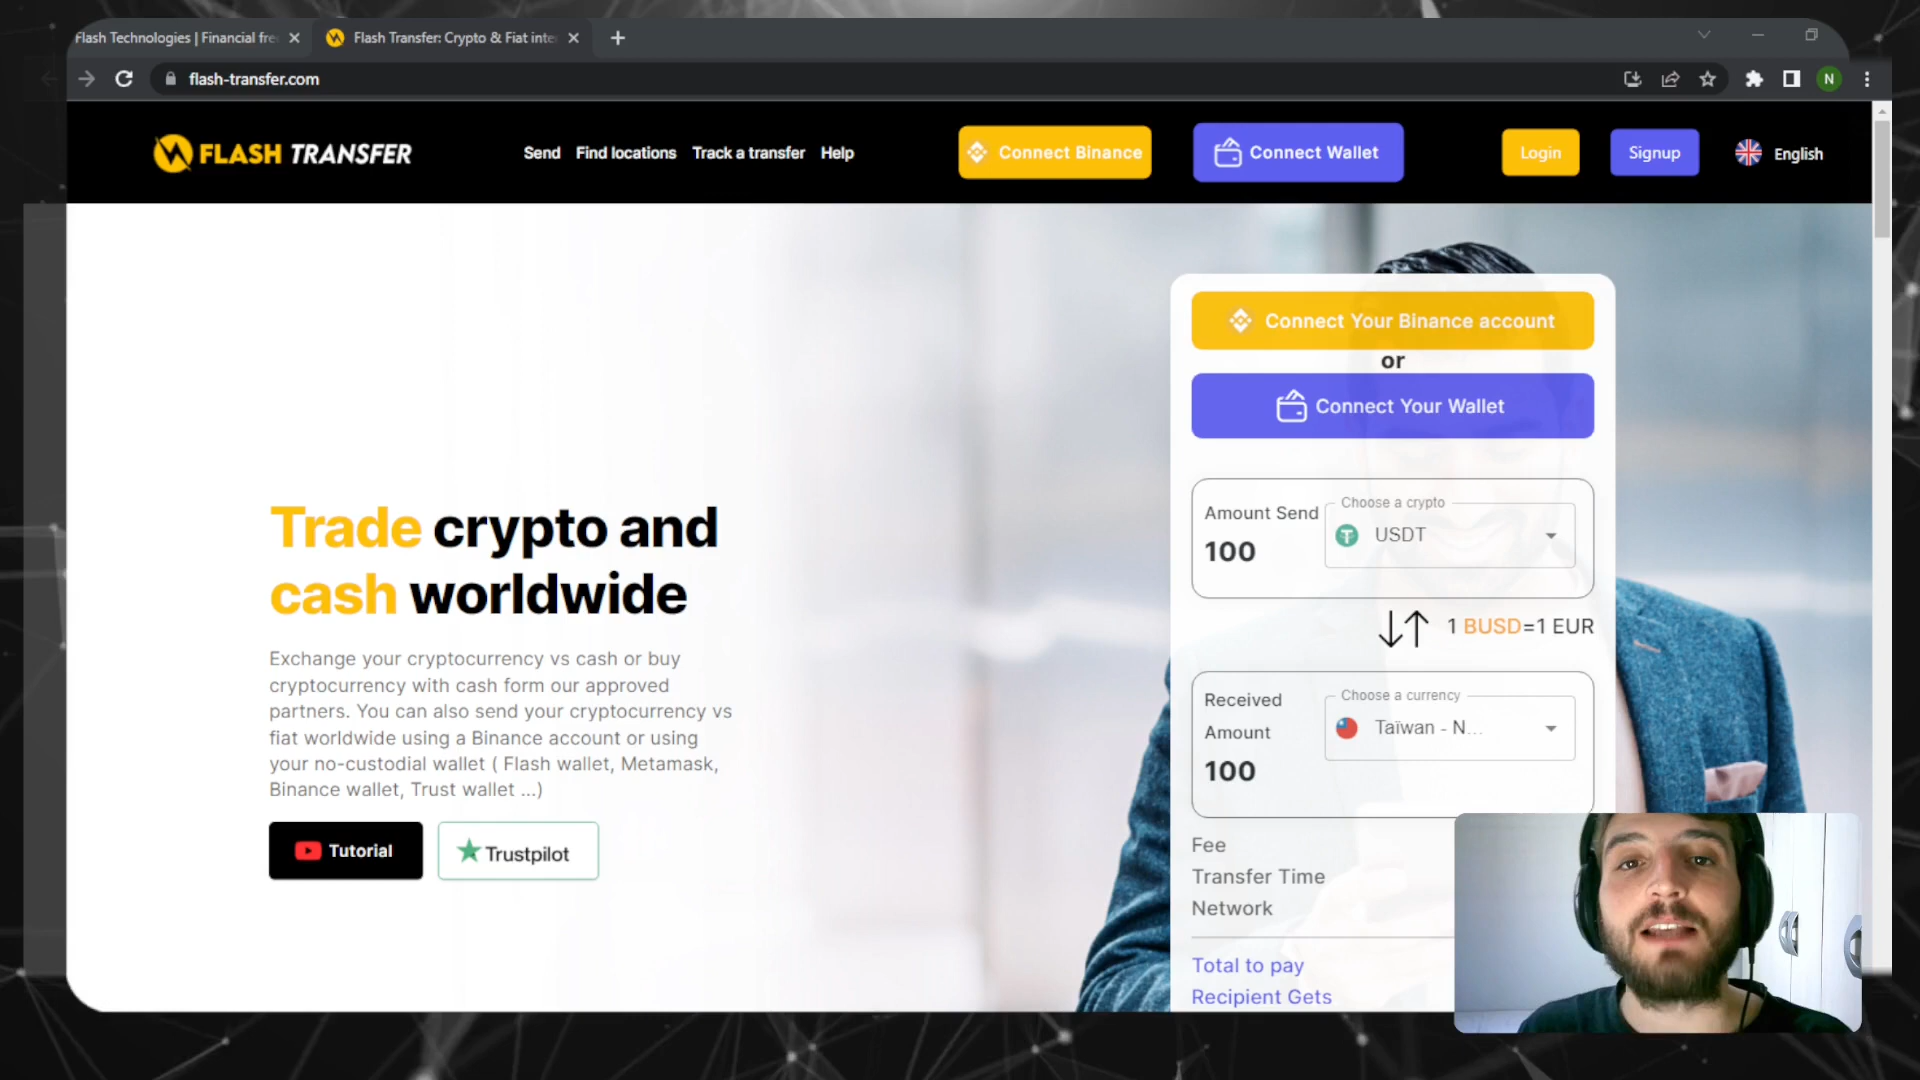 Flash Technologies | Financial fre
Flash Transfer: Crypto & Fiat inte
flash-transfer.com
N
FLASH TRANSFER
Send
Find locations
Track a transfer
Help
Connect Binance
Connect Wallet
Login
Signup
English
Connect Your Binance account
or
Connect Your Wallet
Trade crypto and
cash worldwide
Exchange your cryptocurrency vs cash or buy
cryptocurrency with cash form our approved
partners. You can also send your cryptocurrency vs
fiat worldwide using a Binance account or using
your no-custodial wallet ( Flash wallet, Metamask,
Binance wallet, Trust wallet ...)
Tutorial
Trustpilot
Amount Send
100
Choose a crypto
USDT
1 BUSD=1 EUR
Received
Amount
100
Choose a currency
Taïwan - N...
Fee
Transfer Time
Network
Total to pay
Recipient Gets